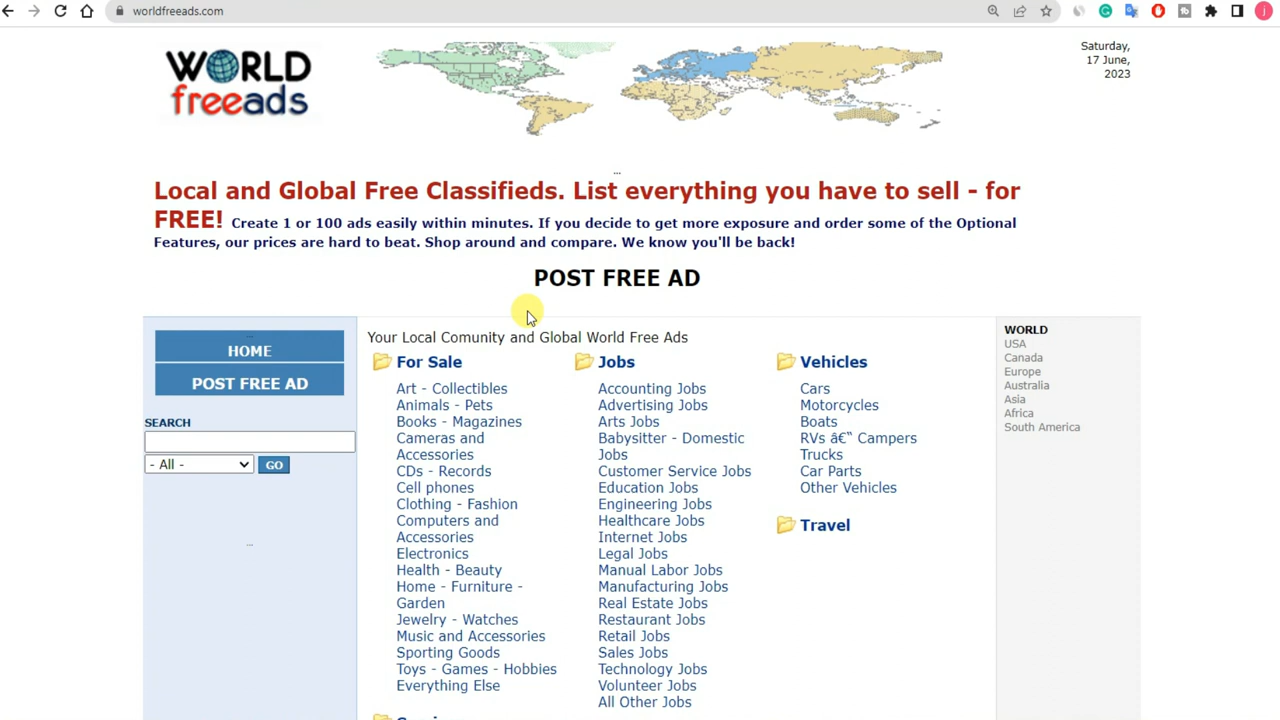 worldfreeads.com
j
WORLD
freeads
Saturday,
17 June,
2023
...
Local and Global Free Classifieds. List everything you have to sell - for
FREE! Create 1 or 100 ads easily within minutes. If you decide to get more exposure and order some of the Optional
Features, our prices are hard to beat. Shop around and compare. We know you'll be back!
POST FREE AD
...
HOME
POST FREE AD
SEARCH
- All -
GO
...
Your Local Comunity and Global World Free Ads
For Sale
Art - Collectibles
Animals - Pets
Books - Magazines
Cameras and
Accessories
CDs - Records
Cell phones
Clothing - Fashion
Computers and
Accessories
Electronics
Health - Beauty
Home - Furniture -
Garden
Jewelry - Watches
Music and Accessories
Sporting Goods
Toys - Games - Hobbies
Everything Else
Jobs
Accounting Jobs
Advertising Jobs
Arts Jobs
Babysitter - Domestic
Jobs
Customer Service Jobs
Education Jobs
Engineering Jobs
Healthcare Jobs
Internet Jobs
Legal Jobs
Manual Labor Jobs
Manufacturing Jobs
Real Estate Jobs
Restaurant Jobs
Retail Jobs
Sales Jobs
Technology Jobs
Volunteer Jobs
All Other Jobs
Vehicles
Cars
Motorcycles
Boats
RVs â€“ Campers
Trucks
Car Parts
Other Vehicles
Travel
WORLD
USA
Canada
Europe
Australia
Asia
Africa
South America